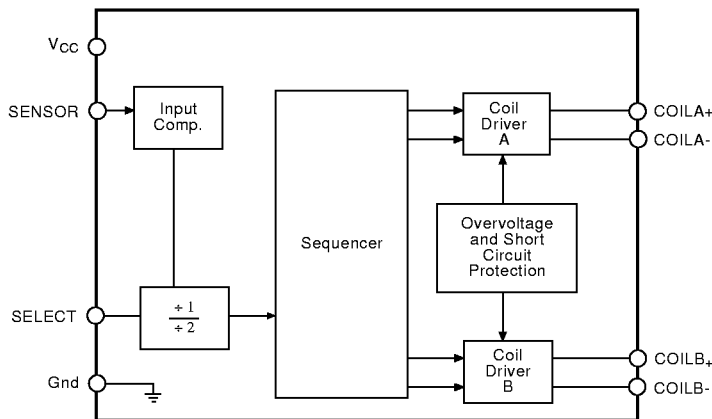 VCC
SENSOR
Input
Comp.
Coil
Driver
A
COILA+
COILA-
Sequencer
Overvoltage
and Short
Circuit
Protection
SELECT
÷ 1
÷ 2
Gnd
Coil
Driver
B
COILB+
COILB-